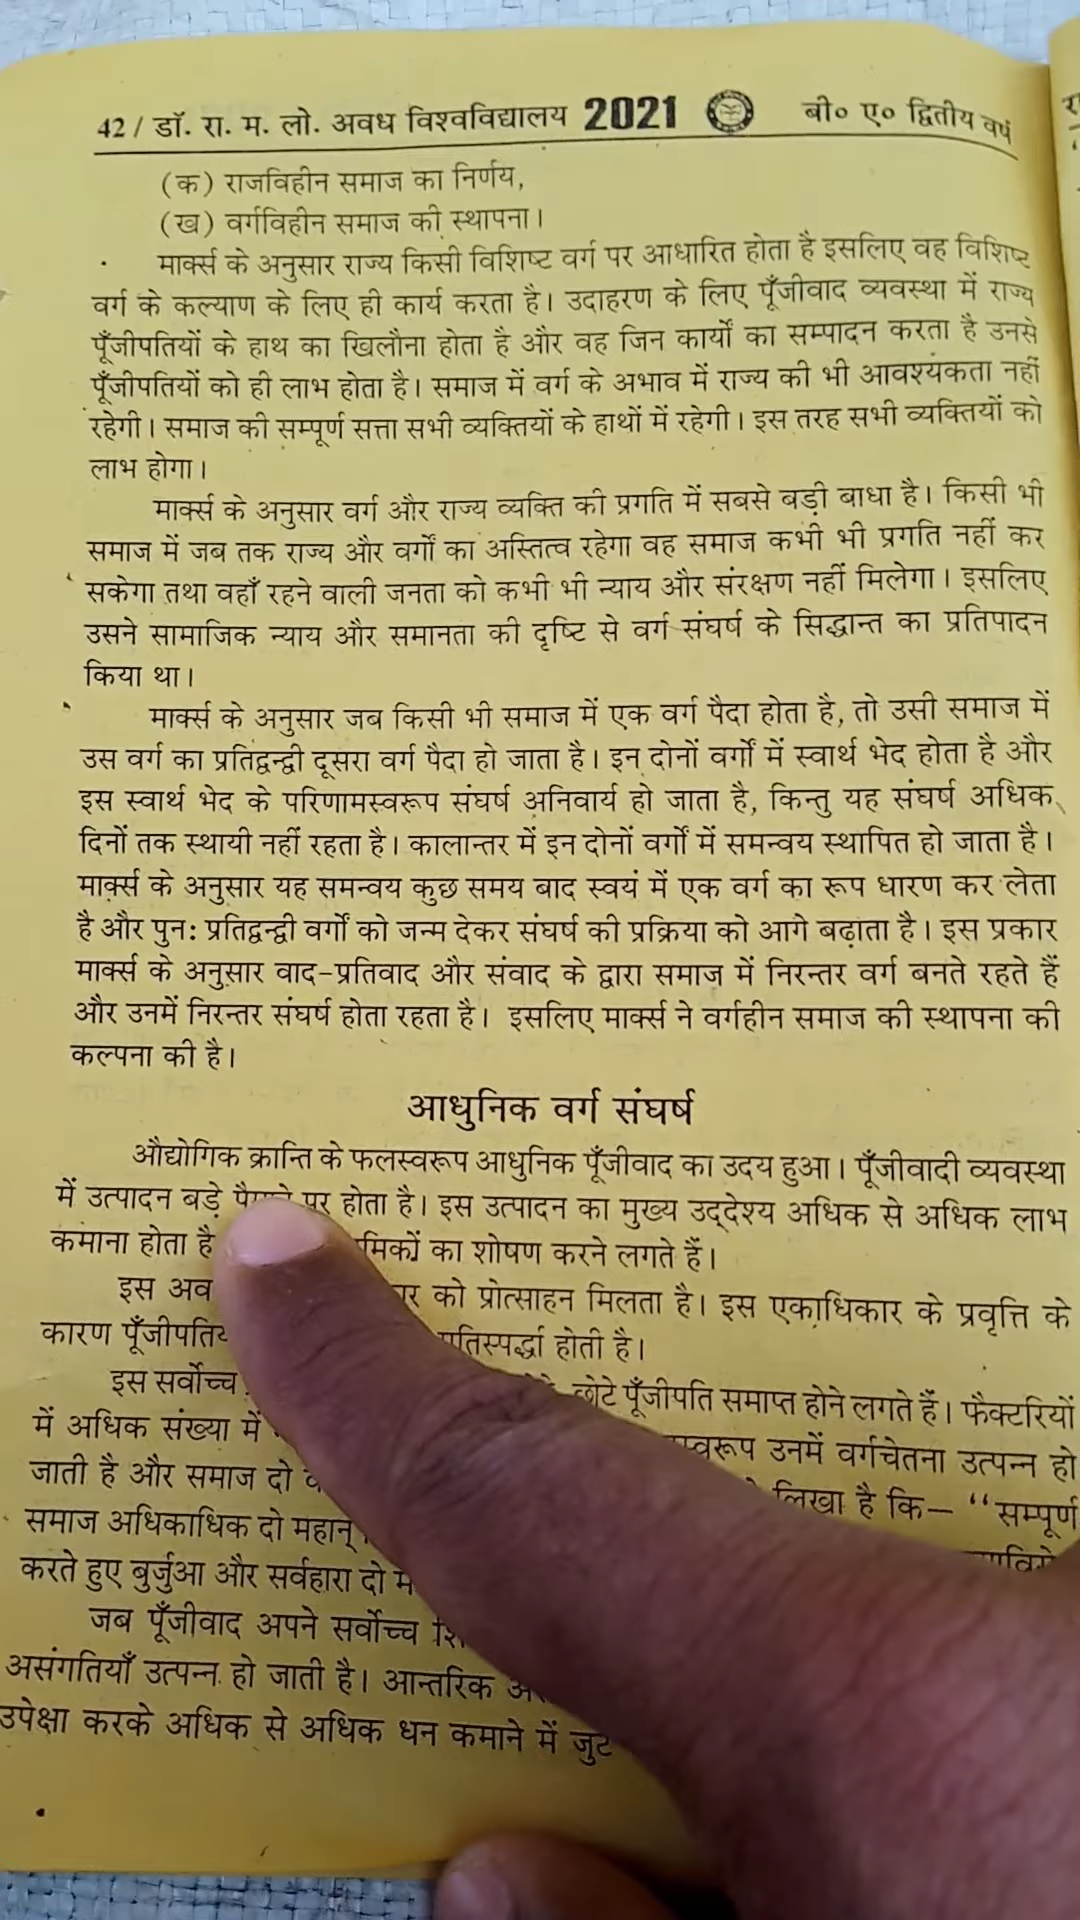 42 / डॉ. रा. म. लो. अवध विश्वविद्यालय 2021 बी० ए० द्वितीय वर्ष
(क) राजविहीन समाज का निर्णय,
(ख) वर्गविहीन समाज की स्थापना।
मार्क्स के अनुसार राज्य किसी विशिष्ट वर्ग पर आधारित होता है इसलिए वह विशिष्ट
वर्ग के कल्याण के लिए ही कार्य करता है। उदाहरण के लिए पूँजीवाद व्यवस्था में राज्य
पूँजीपतियों के हाथ का खिलौना होता है और वह जिन कार्यों का सम्पादन करता है उनसे
पूँजीपतियों को ही लाभ होता है। समाज में वर्ग के अभाव में राज्य की भी आवश्यकता नहीं
रहेगी। समाज की सम्पूर्ण सत्ता सभी व्यक्तियों के हाथों में रहेगी। इस तरह सभी व्यक्तियों को
लाभ होगा।
मार्क्स के अनुसार वर्ग और राज्य व्यक्ति की प्रगति में सबसे बड़ी बाधा है। किसी भी
समाज में जब तक राज्य और वर्गों का अस्तित्व रहेगा वह समाज कभी भी प्रगति नहीं कर
सकेगा तथा वहाँ रहने वाली जनता को कभी भी न्याय और संरक्षण नहीं मिलेगा। इसलिए
उसने सामाजिक न्याय और समानता की दृष्टि से वर्ग संघर्ष के सिद्धान्त का प्रतिपादन
किया था।
मार्क्स के अनुसार जब किसी भी समाज में एक वर्ग पैदा होता है, तो उसी समाज में
उस वर्ग का प्रतिद्वन्द्वी दूसरा वर्ग पैदा हो जाता है। इन दोनों वर्गों में स्वार्थ भेद होता है और
इस स्वार्थ भेद के परिणामस्वरूप संघर्ष अनिवार्य हो जाता है, किन्तु यह संघर्ष अधिक
दिनों तक स्थायी नहीं रहता है। कालान्तर में इन दोनों वर्गों में समन्वय स्थापित हो जाता है।
मार्क्स के अनुसार यह समन्वय कुछ समय बाद स्वयं में एक वर्ग का रूप धारण कर लेता
है और पुन: प्रतिद्वन्द्वी वर्गों को जन्म देकर संघर्ष की प्रक्रिया को आगे बढ़ाता है। इस प्रकार
मार्क्स के अनुसार वाद-प्रतिवाद और संवाद के द्वारा समाज में निरन्तर वर्ग बनते रहते हैं
और उनमें निरन्तर संघर्ष होता रहता है। इसलिए मार्क्स ने वर्गहीन समाज की स्थापना की
कल्पना की है।
आधुनिक वर्ग संघर्ष
औद्योगिक क्रान्ति के फलस्वरूप आधुनिक पूँजीवाद का उदय हुआ। पूँजीवादी व्यवस्था
में उत्पादन बड़े पर होता है। इस उत्पादन का मुख्य उद्देश्य अधिक से अधिक लाभ
कमाना होता है का शोषण करने लगते हैं।
इस को प्रोत्साहन मिलता है। इस एकाधिकार के प्रवृत्ति के
कारण होती है।
इस सर्वोच्च छोटे पूँजीपति समाप्त होने लगते हैं। फैक्टरियों
में अधिक संख्या में उनमें वर्गचेतना उत्पन्न हो
जाती है और समाज दो लिखा है कि— “सम्पूर्ण
समाज अधिकाधिक दो महान्
करते हुए बुर्जुआ और सर्वहारा दो
जब पूँजीवाद अपने सर्वोच्च
असंगतियाँ उत्पन्न हो जाती है। आन्तरिक
उपेक्षा करके अधिक से अधिक धन कमाने में जुट